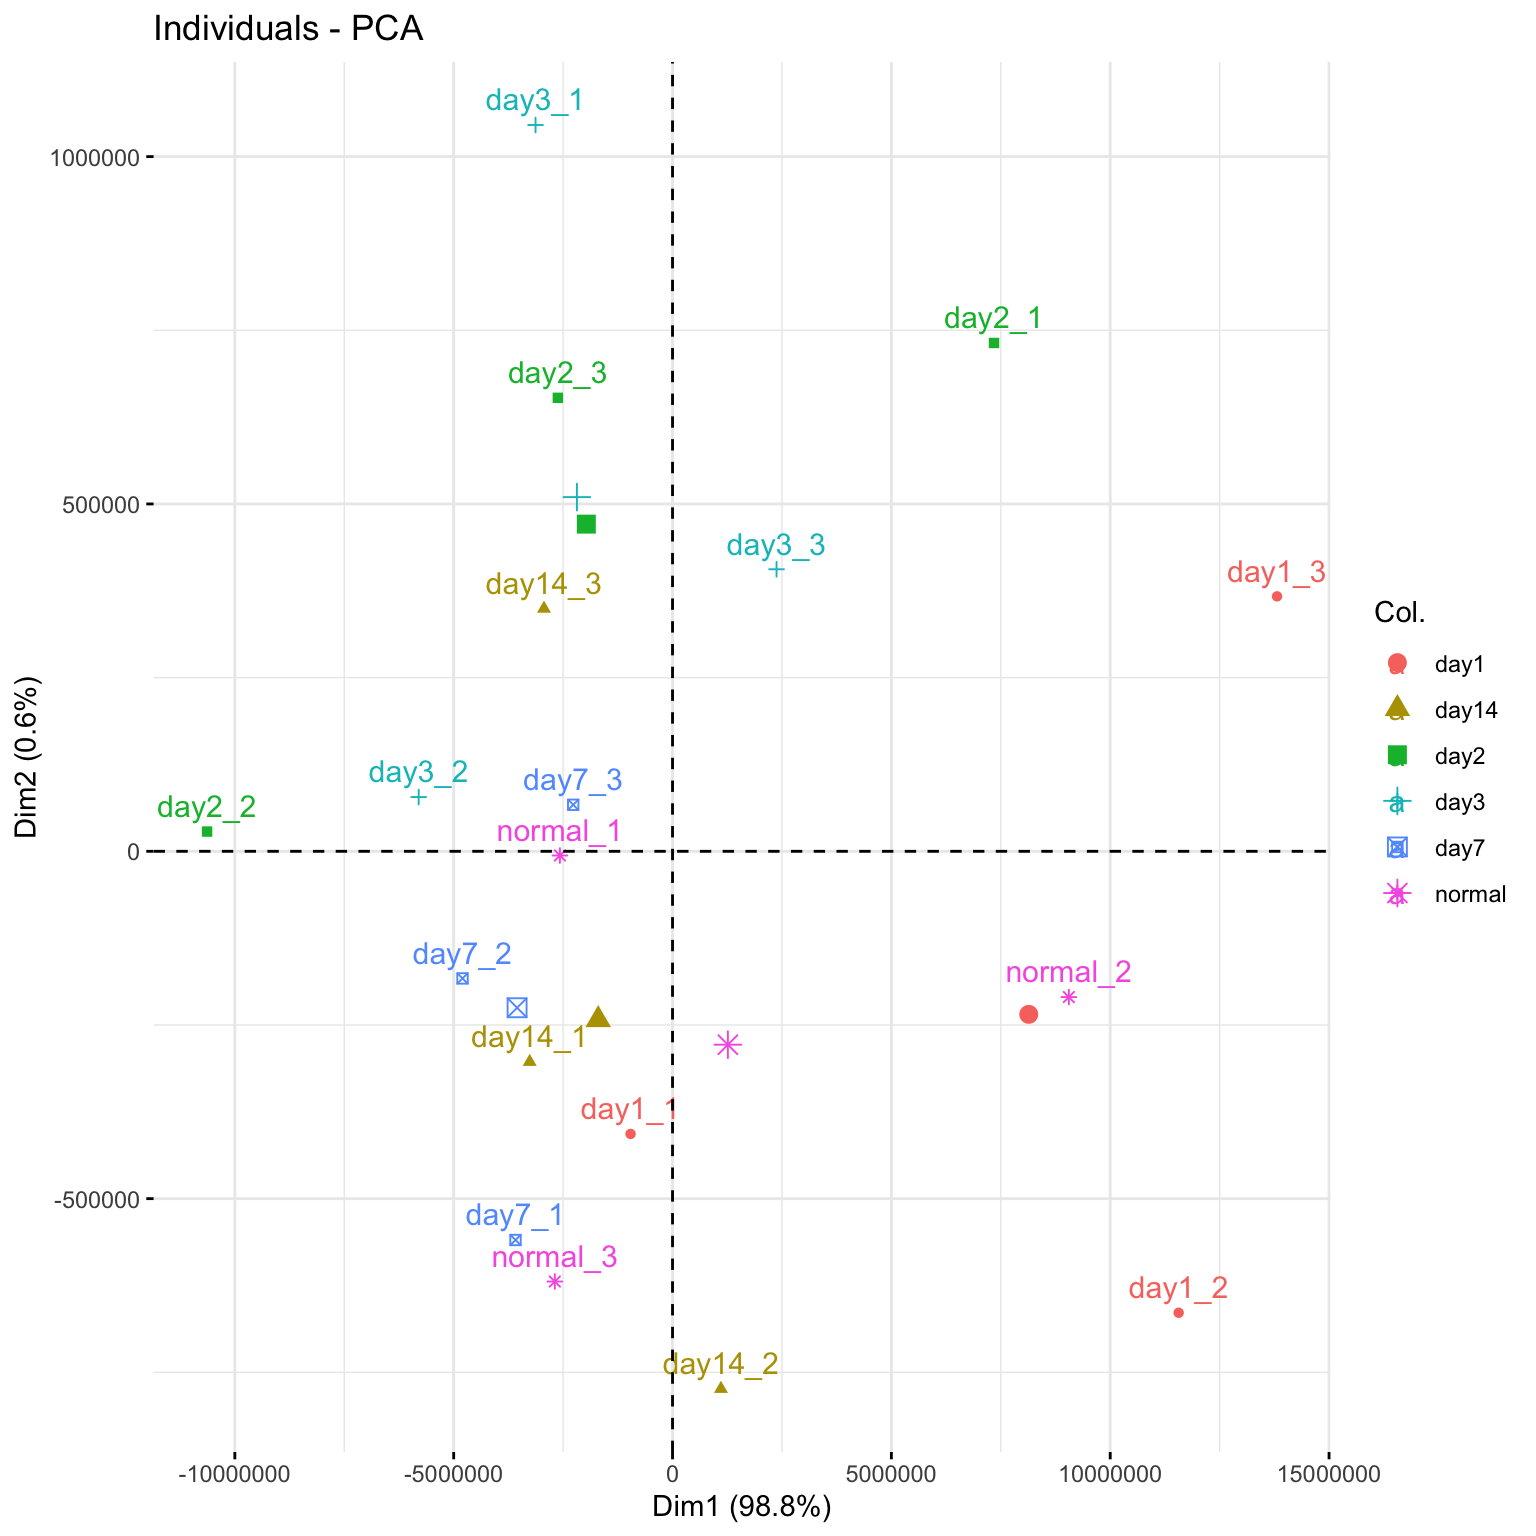 Individuals - PCA
day3_1
1000000
day2_1
day2_3
500000
day3_3
day14_3
day1_3
Col.
day1
day14
day2
day3
day7
normal
Dim2 (0.6%)
day3_2
day7_3
day2_2
normal_1
0
day7_2
normal_2
day14_1
day1_1
-500000
day7_1
normal_3
day1_2
day14_2
-10000000
-5000000
0
5000000
10000000
15000000
Dim1 (98.8%)